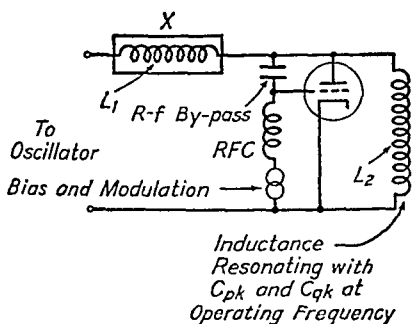 X
L₁
R-f By-pass
To
Oscillator
RFC
Bias and Modulation
L₂
Inductance
Resonating with
Cpk and Cgk at
Operating Frequency